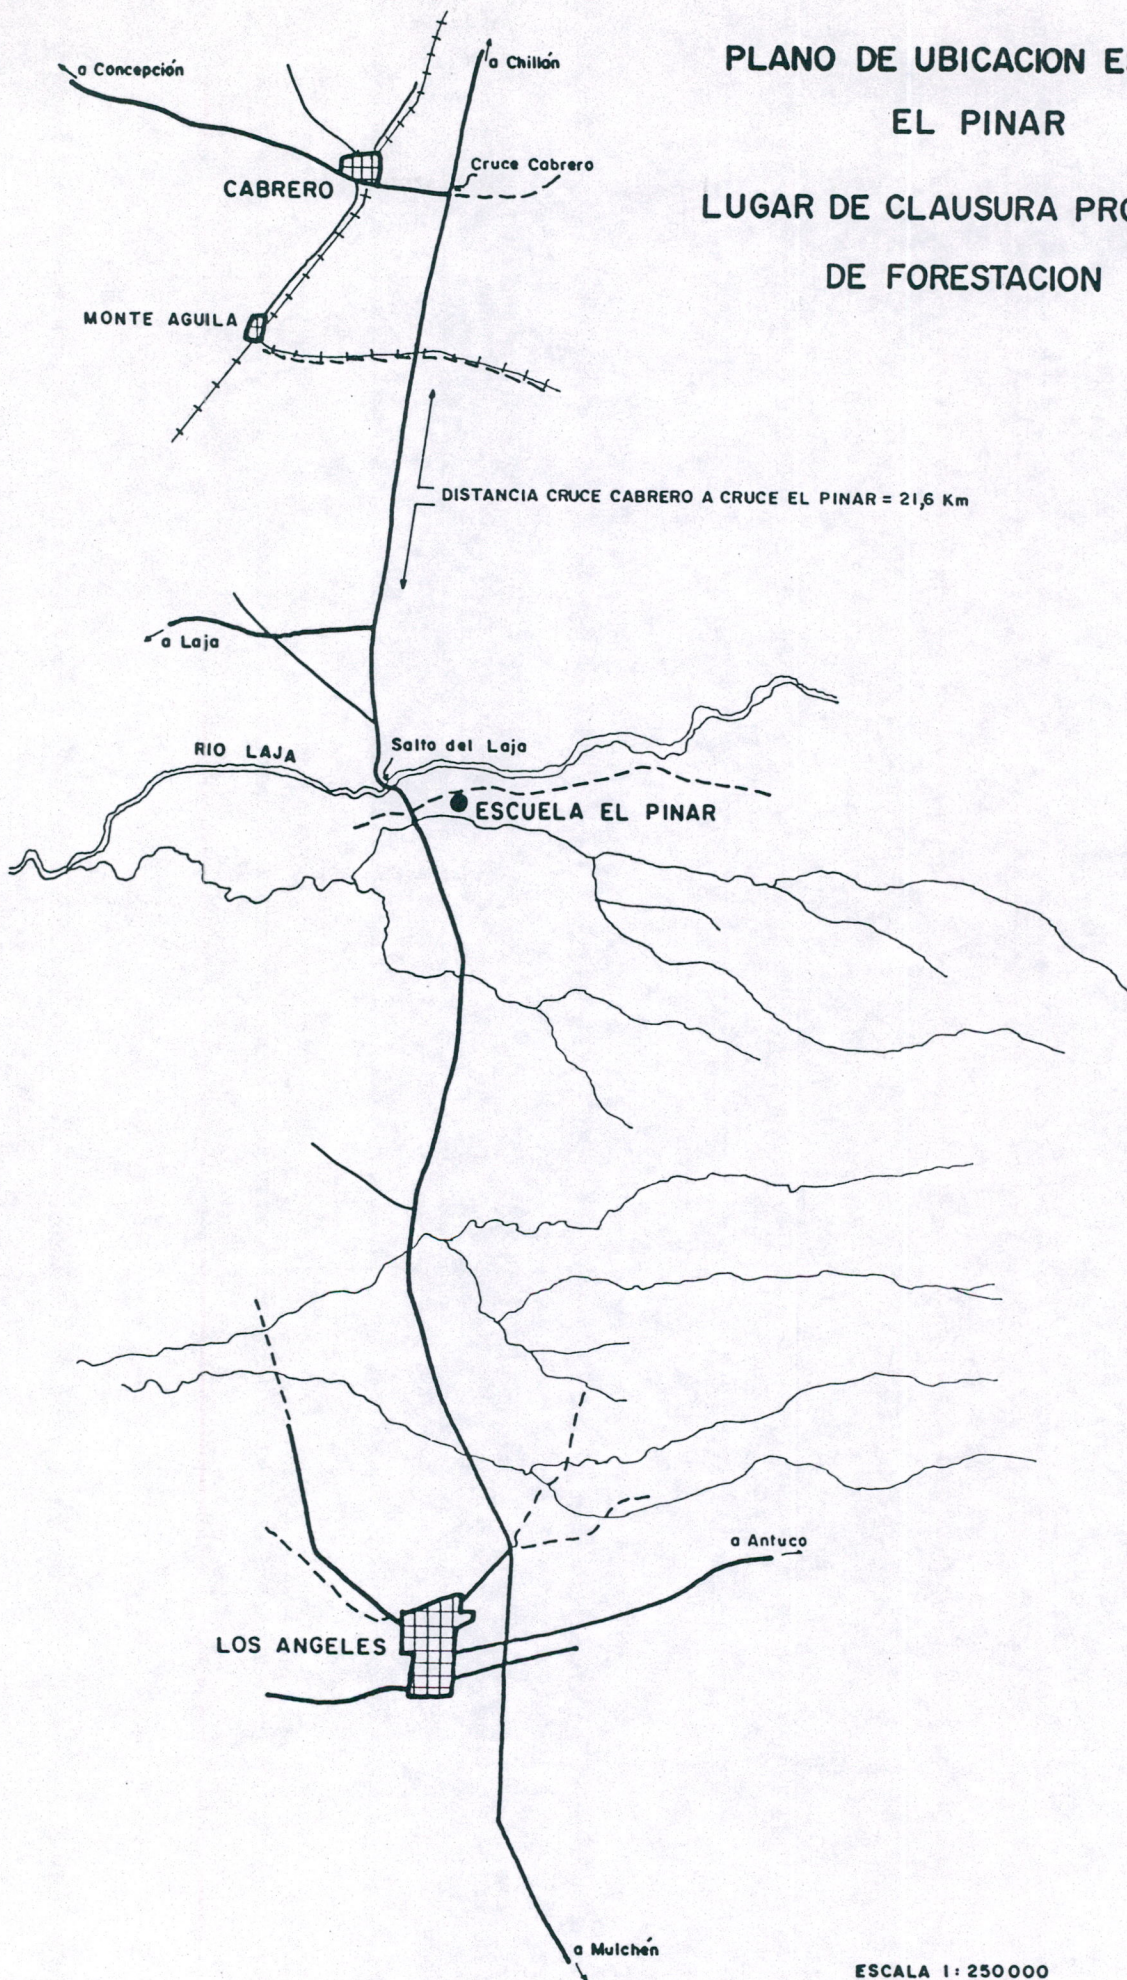 PLANO DE UBICACION E
EL PINAR
LUGAR DE CLAUSURA PRO
DE FORESTACION
a Concepción
a Chillán
Cruce Cabrero
CABRERO
MONTE AGUILA
DISTANCIA CRUCE CABRERO A CRUCE EL PINAR = 21,6 Km
a Laja
RIO LAJA
Salto del Laja
ESCUELA EL PINAR
a Antuco
LOS ANGELES
a Mulchén
ESCALA 1: 250000